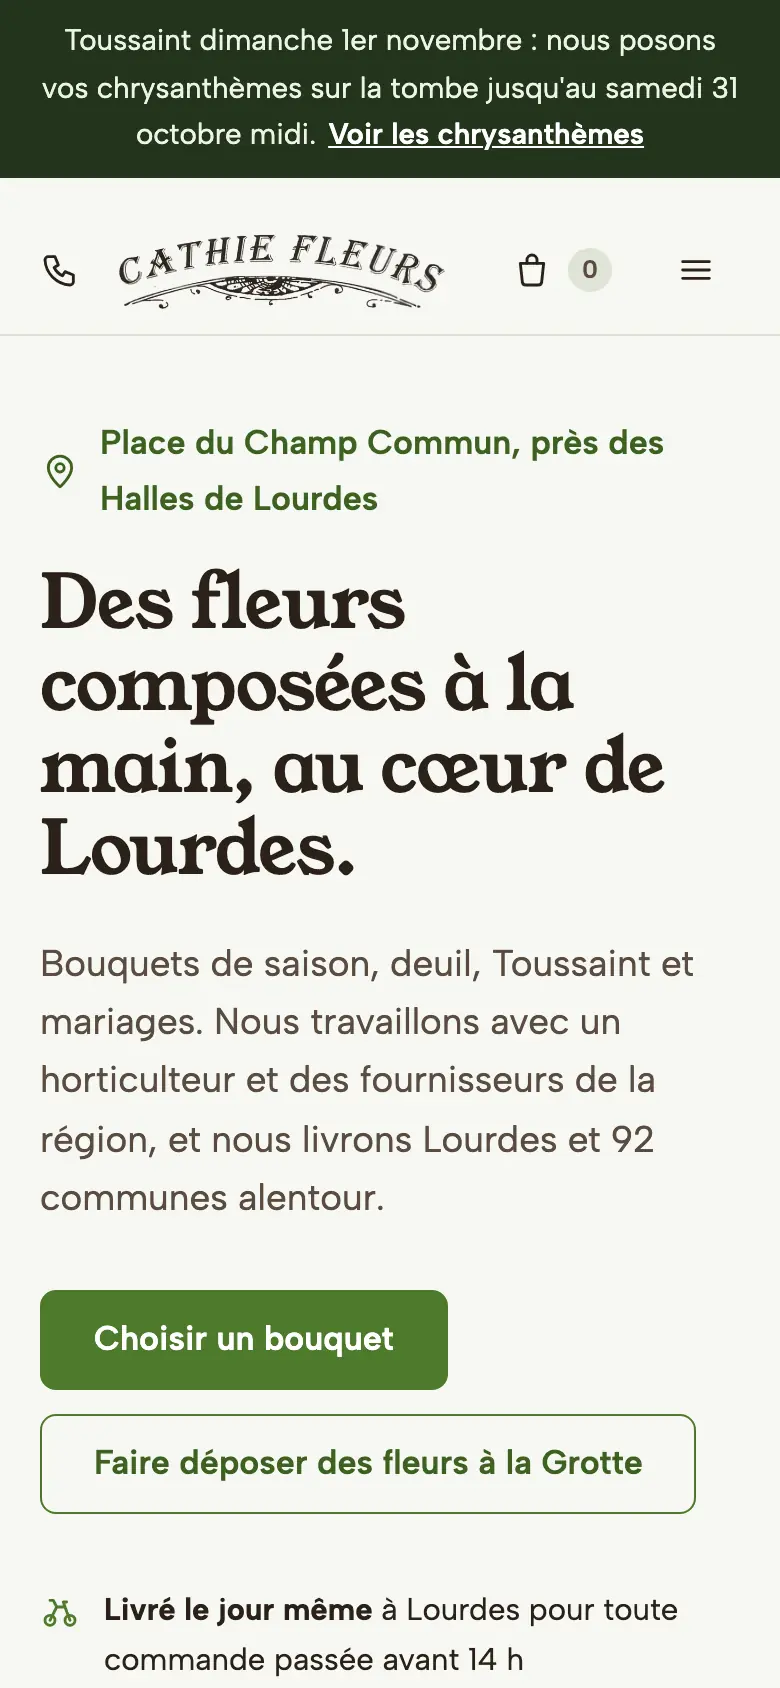 Toussaint dimanche 1er novembre : nous posons
vos chrysanthèmes sur la tombe jusqu'au samedi 31
octobre midi. Voir les chrysanthèmes
CATHIE FLEURS
0
Place du Champ Commun, près des
Halles de Lourdes
Des fleurs
composées à la
main, au cœur de
Lourdes.
Bouquets de saison, deuil, Toussaint et
mariages. Nous travaillons avec un
horticulteur et des fournisseurs de la
région, et nous livrons Lourdes et 92
communes alentour.
Choisir un bouquet
Faire déposer des fleurs à la Grotte
Livré le jour même à Lourdes pour toute
commande passée avant 14 h